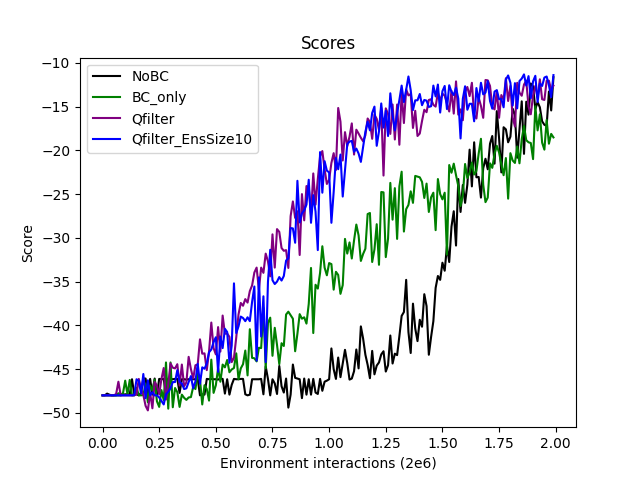 Scores
NoBC
BC_only
Qfilter
Qfilter_EnsSize10
Score
−10
−15
−20
−25
−30
−35
−40
−45
−50
0.00 0.25 0.50 0.75 1.00 1.25 1.50 1.75 2.00
Environment interactions (2e6)